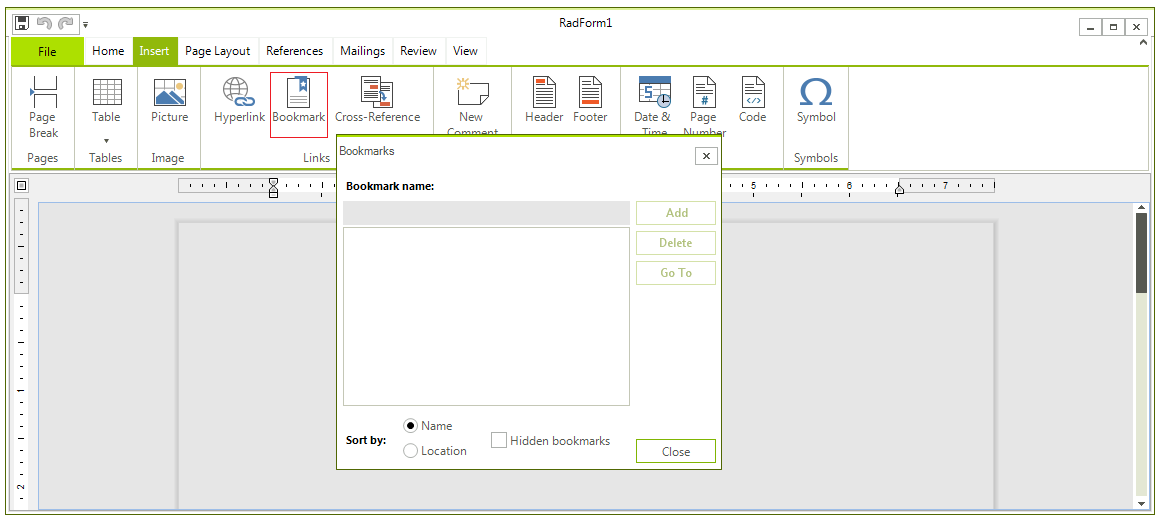 RadForm1
File Home Insert Page Layout References Mailings Review View
Page Break
Table
Picture
Hyperlink
Bookmark
Cross-Reference
New Comment
Header
Footer
Date & Time
Page Number
Code
Symbol
Pages Tables Image Links Symbols
Bookmarks
Bookmark name:
Add
Delete
Go To
Sort by:
Name
Location
Hidden bookmarks
Close
5 6 7
1
2